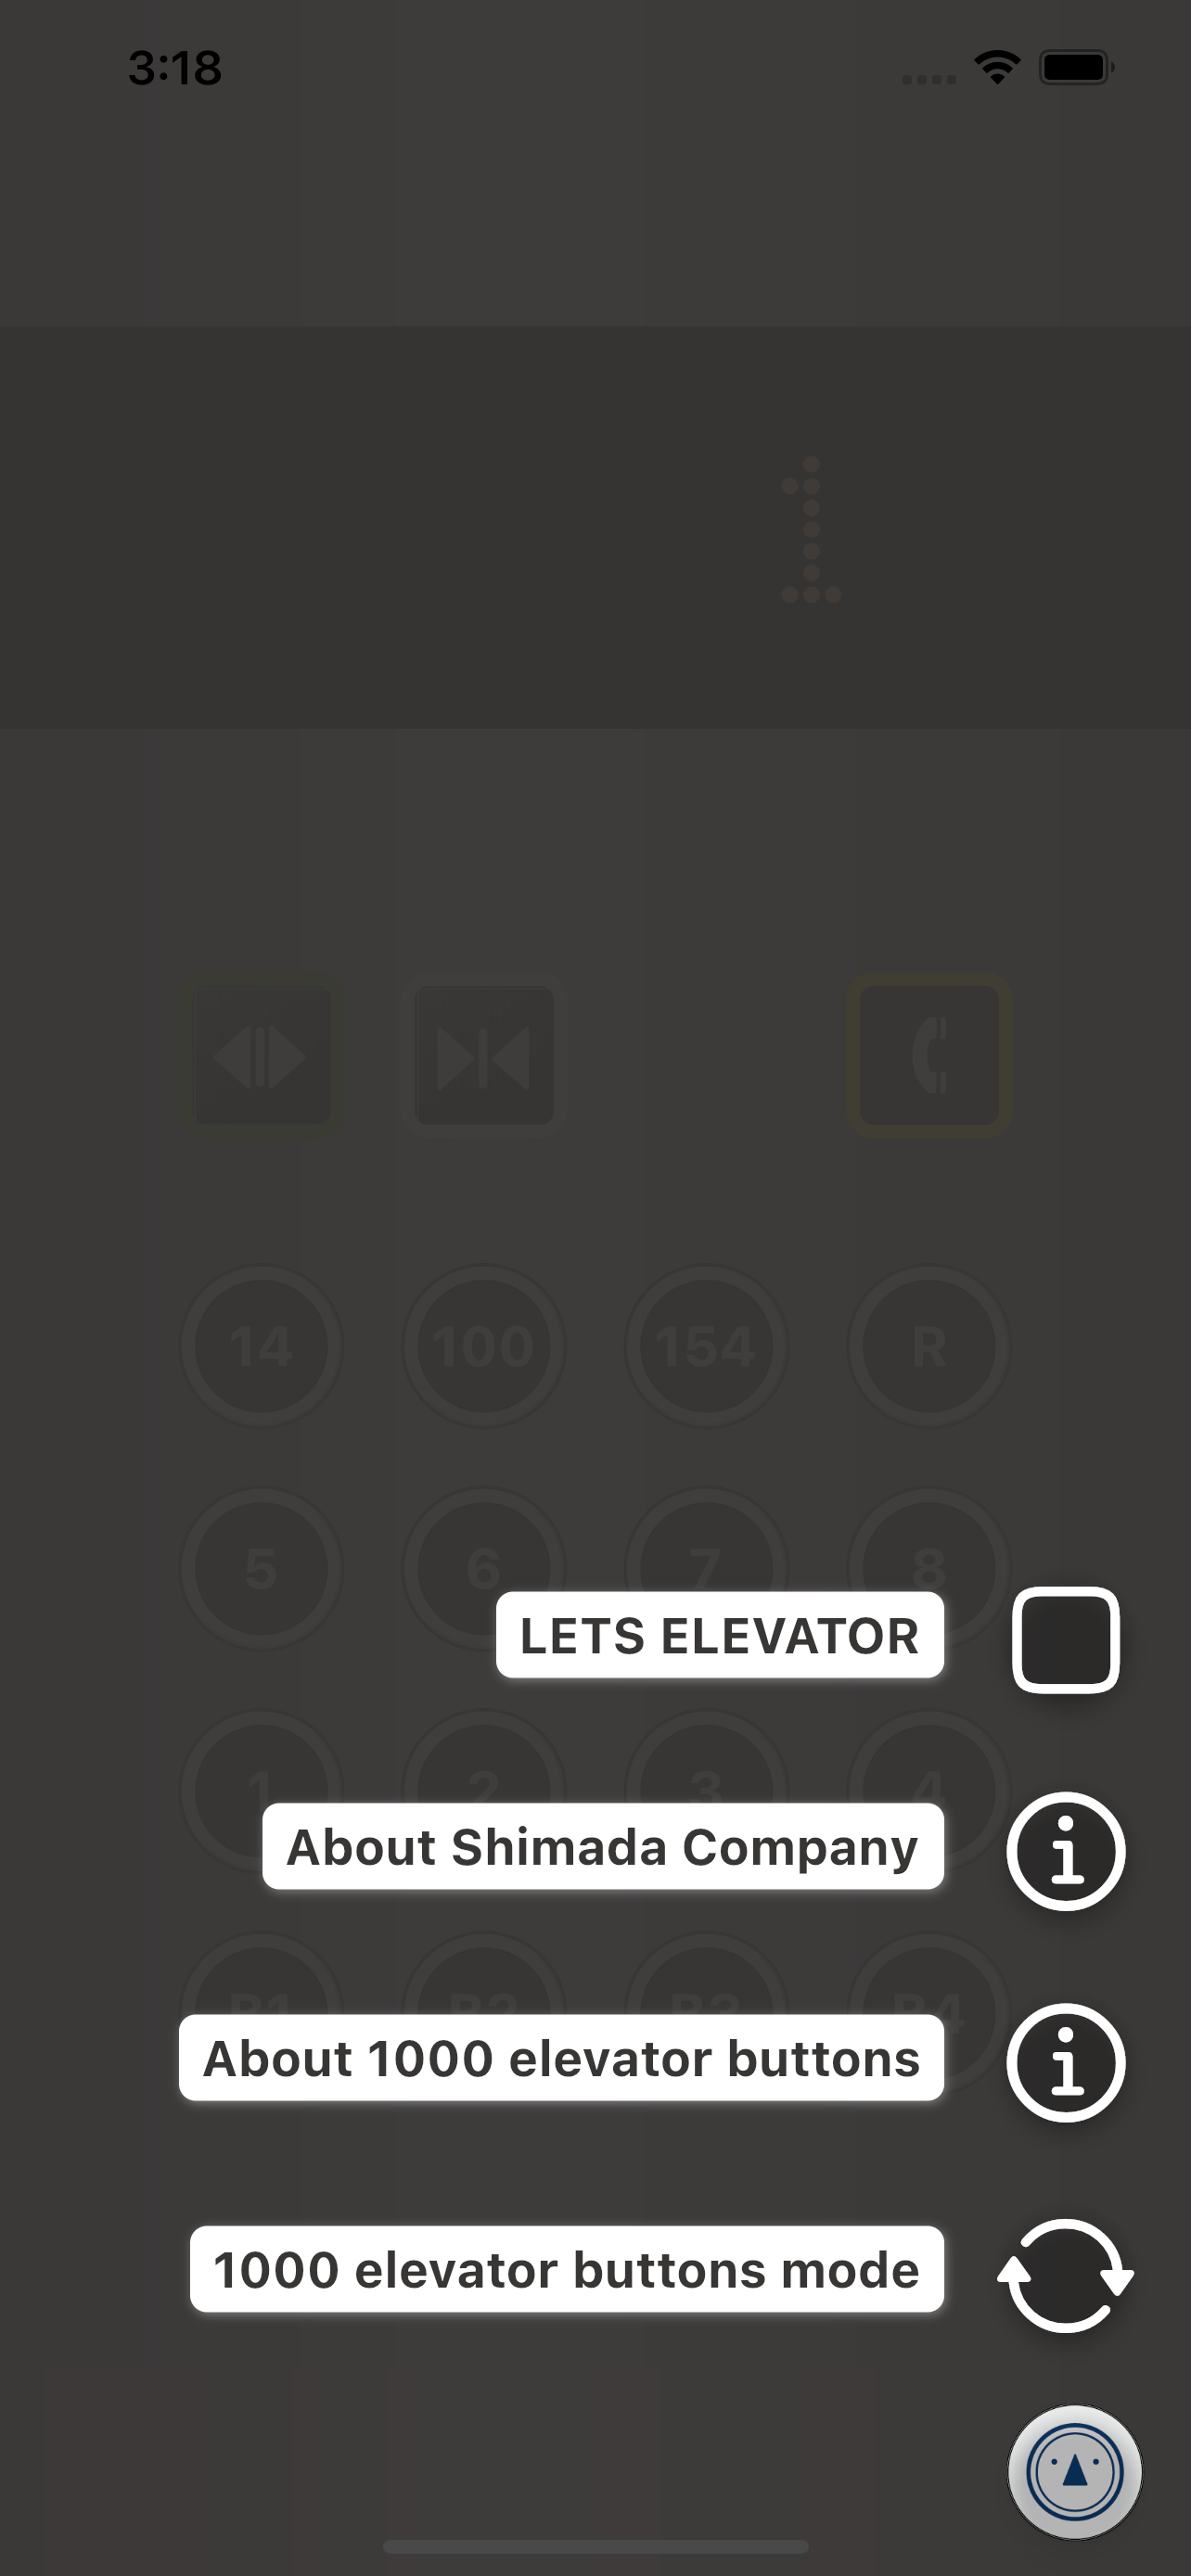 3:18
1
14 100 154 R
5 6 7 8
LETS ELEVATOR
1 2 3 4
About Shimada Company
B1 B2 B3 B4
About 1000 elevator buttons
1000 elevator buttons mode